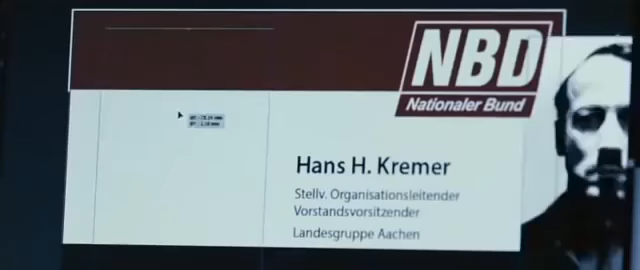 NBD
Nationaler Bund
Hans H. Kremer
Stellv. Organisationsleitender
Vorstandsvorsitzender
Landesgruppe Aachen